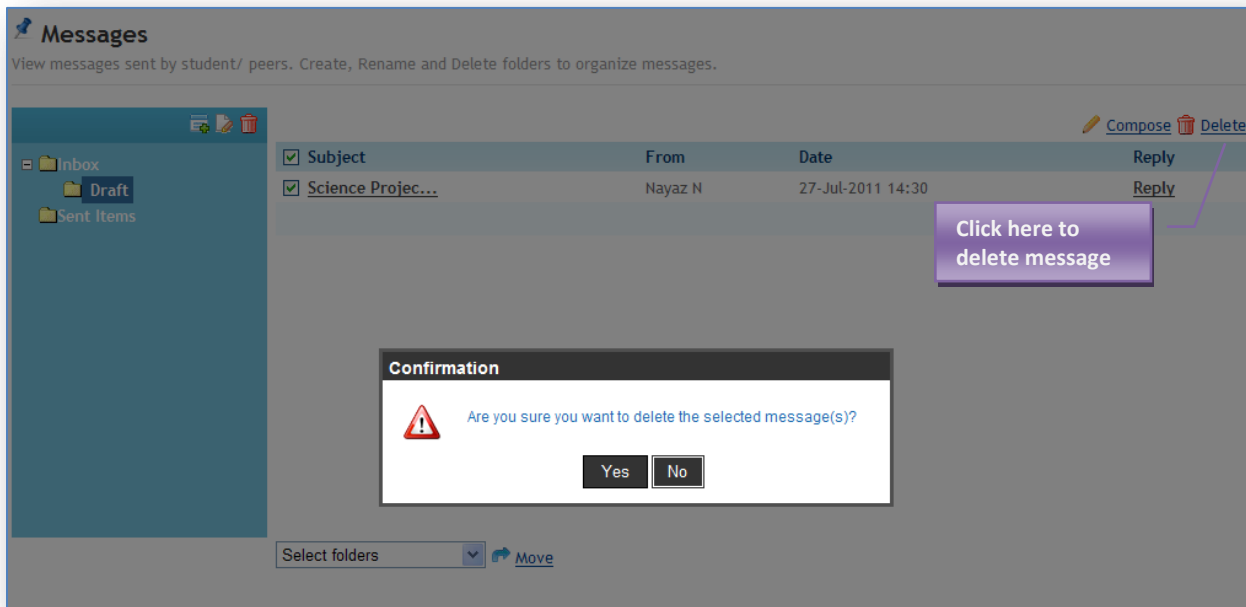 Messages
View messages sent by student/ peers. Create, Rename and Delete folders to organize messages.
Compose Delete
Inbox
Draft
Sent Items
Subject From Date Reply
Science Projec... Nayaz N 27-Jul-2011 14:30 Reply
Click here to
delete message
Confirmation
Are you sure you want to delete the selected message(s)?
Yes No
Select folders Move